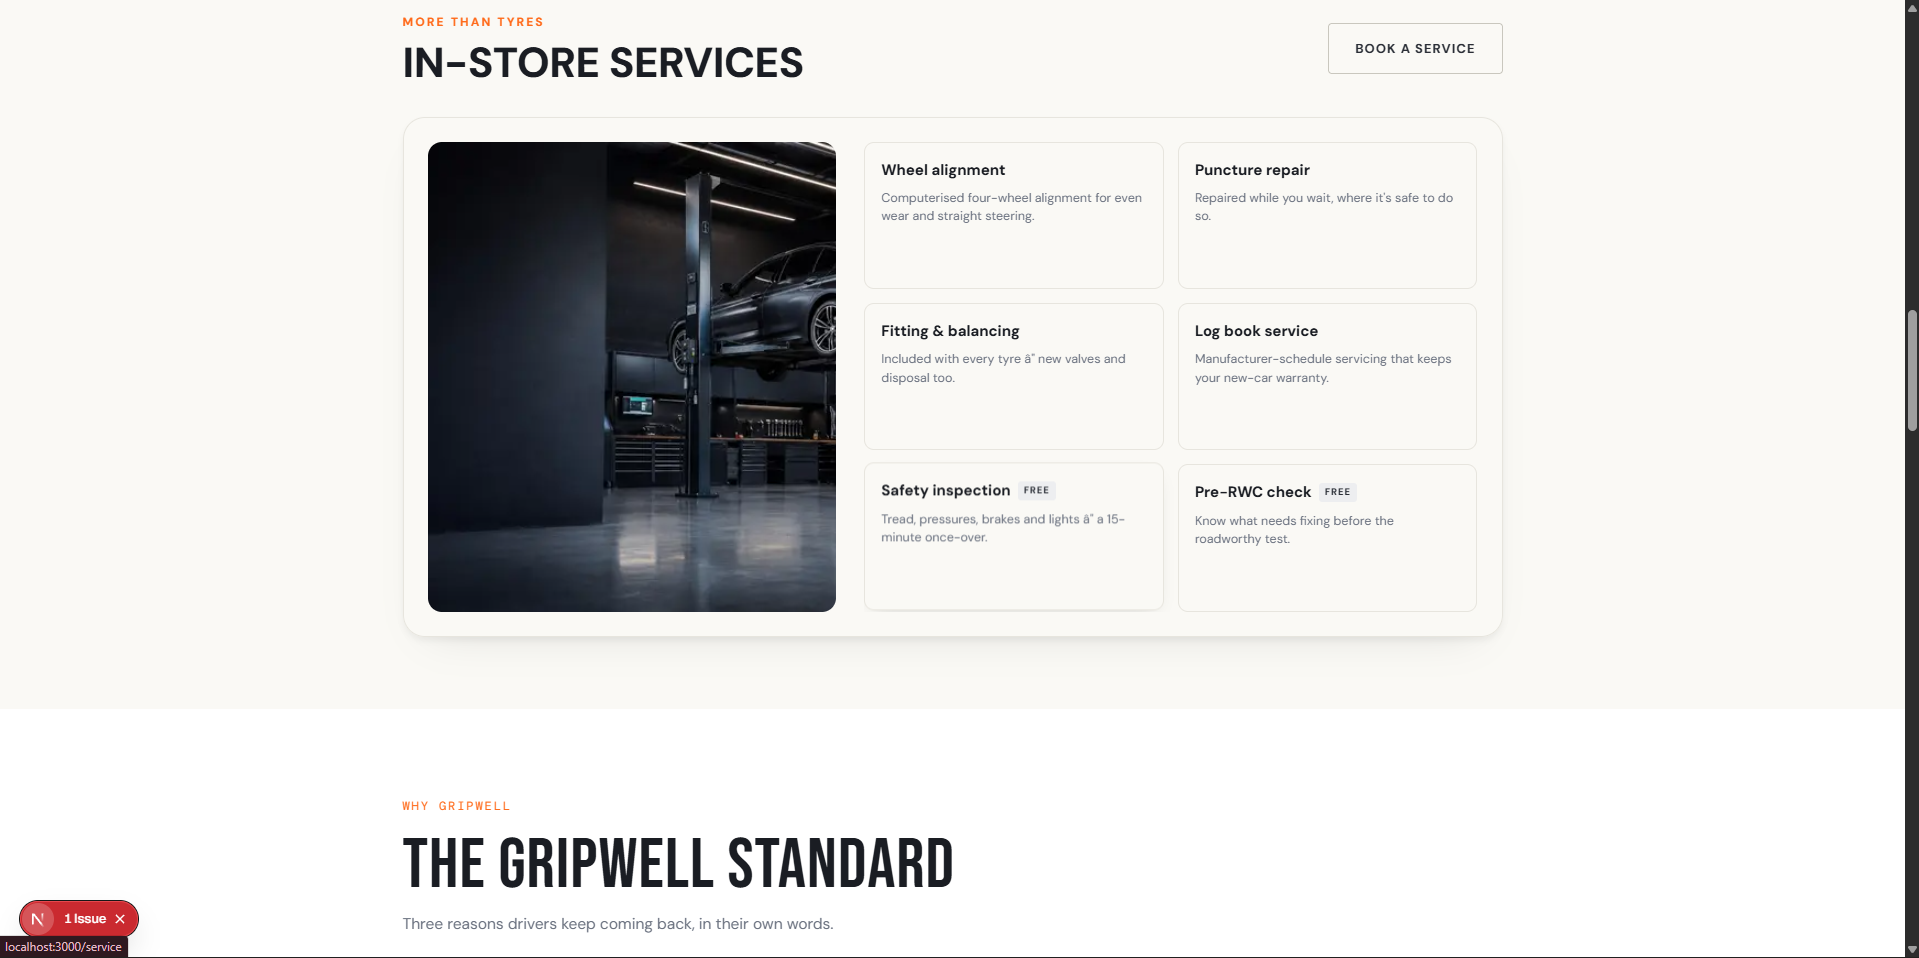 MORE THAN TYRES
IN-STORE SERVICES
BOOK A SERVICE
Wheel alignment
Computerised four-wheel alignment for even
wear and straight steering.
Puncture repair
Repaired while you wait, where it's safe to do
so.
Fitting & balancing
Included with every tyre â" new valves and
disposal too.
Log book service
Manufacturer-schedule servicing that keeps
your new-car warranty.
Safety inspection FREE
Tread, pressures, brakes and lights â" a 15-
minute once-over.
Pre-RWC check FREE
Know what needs fixing before the
roadworthy test.
WHY GRIPWELL
THE GRIPWELL STANDARD
Three reasons drivers keep coming back, in their own words.
N 1 Issue
localhost:3000/service